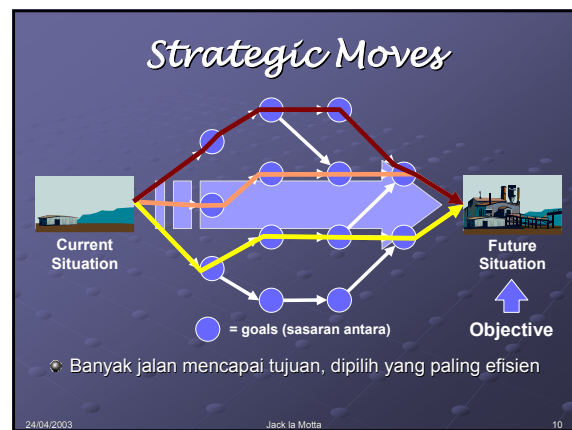 Strategic Moves
Current
Situation
Future
Situation
= goals (sasaran antara)
Objective
Banyak jalan mencapai tujuan, dipilih yang paling efisien
24/04/2003
Jack la Motta
10